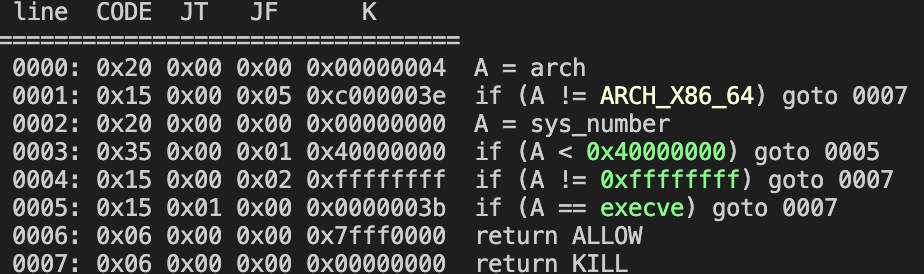 line  CODE  JT   JF      K
=================================
0000: 0x20 0x00 0x00 0x00000004  A = arch
0001: 0x15 0x00 0x05 0xc000003e  if (A != ARCH_X86_64) goto 0007
0002: 0x20 0x00 0x00 0x00000000  A = sys_number
0003: 0x35 0x00 0x01 0x40000000  if (A < 0x40000000) goto 0005
0004: 0x15 0x00 0x02 0xffffffff  if (A != 0xffffffff) goto 0007
0005: 0x15 0x01 0x00 0x0000003b  if (A == execve) goto 0007
0006: 0x06 0x00 0x00 0x7fff0000  return ALLOW
0007: 0x06 0x00 0x00 0x00000000  return KILL